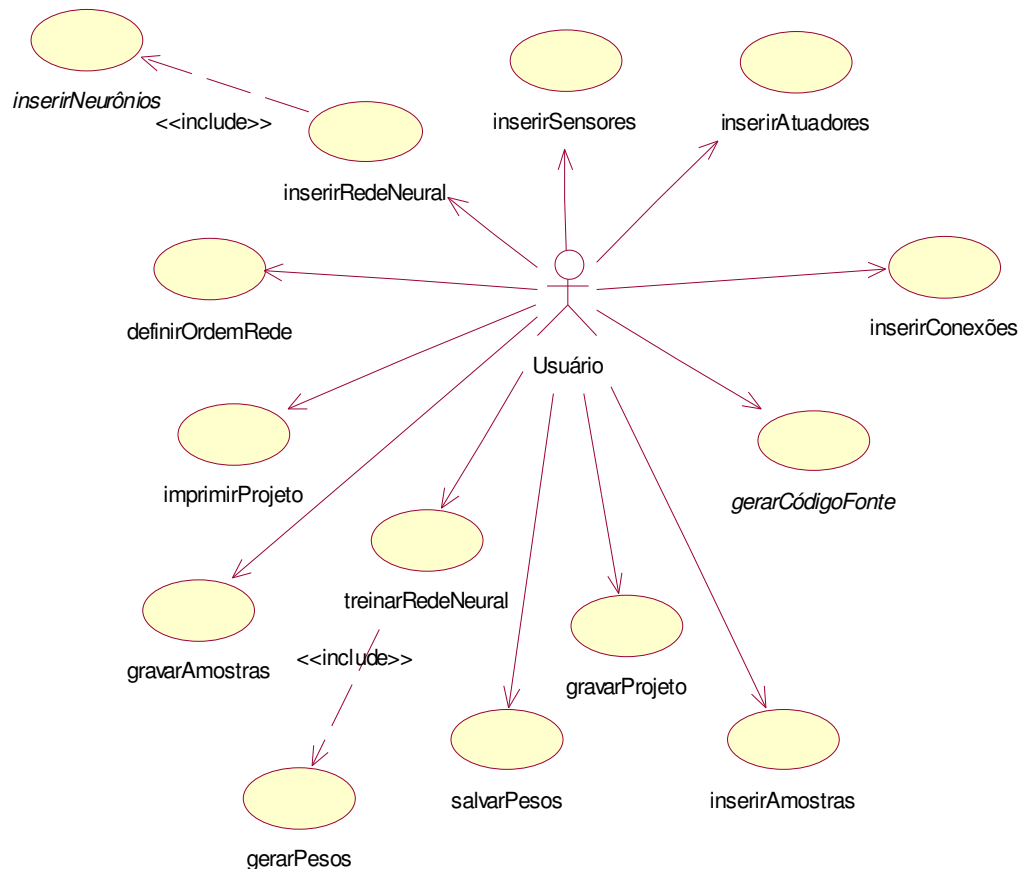 inserirNeurônios
<<include>>
inserirRedeNeural
inserirSensores
inserirAtuadores
definirOrdemRede
inserirConexões
Usuário
imprimirProjeto
gerarCódigoFonte
gravarAmostras
treinarRedeNeural
<<include>>
gravarProjeto
gerarPesos
salvarPesos
inserirAmostras